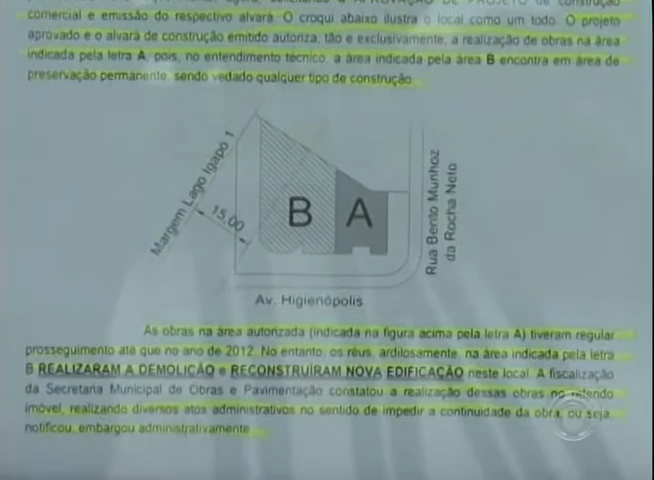 comercial e emissão do respectivo alvará. O croqui abaixo ilustra o local como um todo. O projeto
aprovado e o alvará de construção emitido autoriza, tão e exclusivamente, a realização de obras na área
indicada pela letra A, pois, no entendimento técnico, a área indicada pela área B encontra em área de
preservação permanente, sendo vedado qualquer tipo de construção.
Margem Lago Igapó 1
15,00
B
A
Rua Bento Munhoz
da Rocha Neto
Av. Higienópolis
As obras na área autorizada (indicada na figura acima pela letra A) tiveram regular
prosseguimento até que no ano de 2012. No entanto, os réus, ardilosamente, na área indicada pela letra
B REALIZARAM A DEMOLIÇÃO e RECONSTRUÍRAM NOVA EDIFICAÇÃO neste local. A fiscalização
da Secretaria Municipal de Obras e Pavimentação constatou a realização dessas obras no referido
imóvel, realizando diversos atos administrativos no sentido de impedir a continuidade da obra, ou seja,
notificou, embargou administrativamente